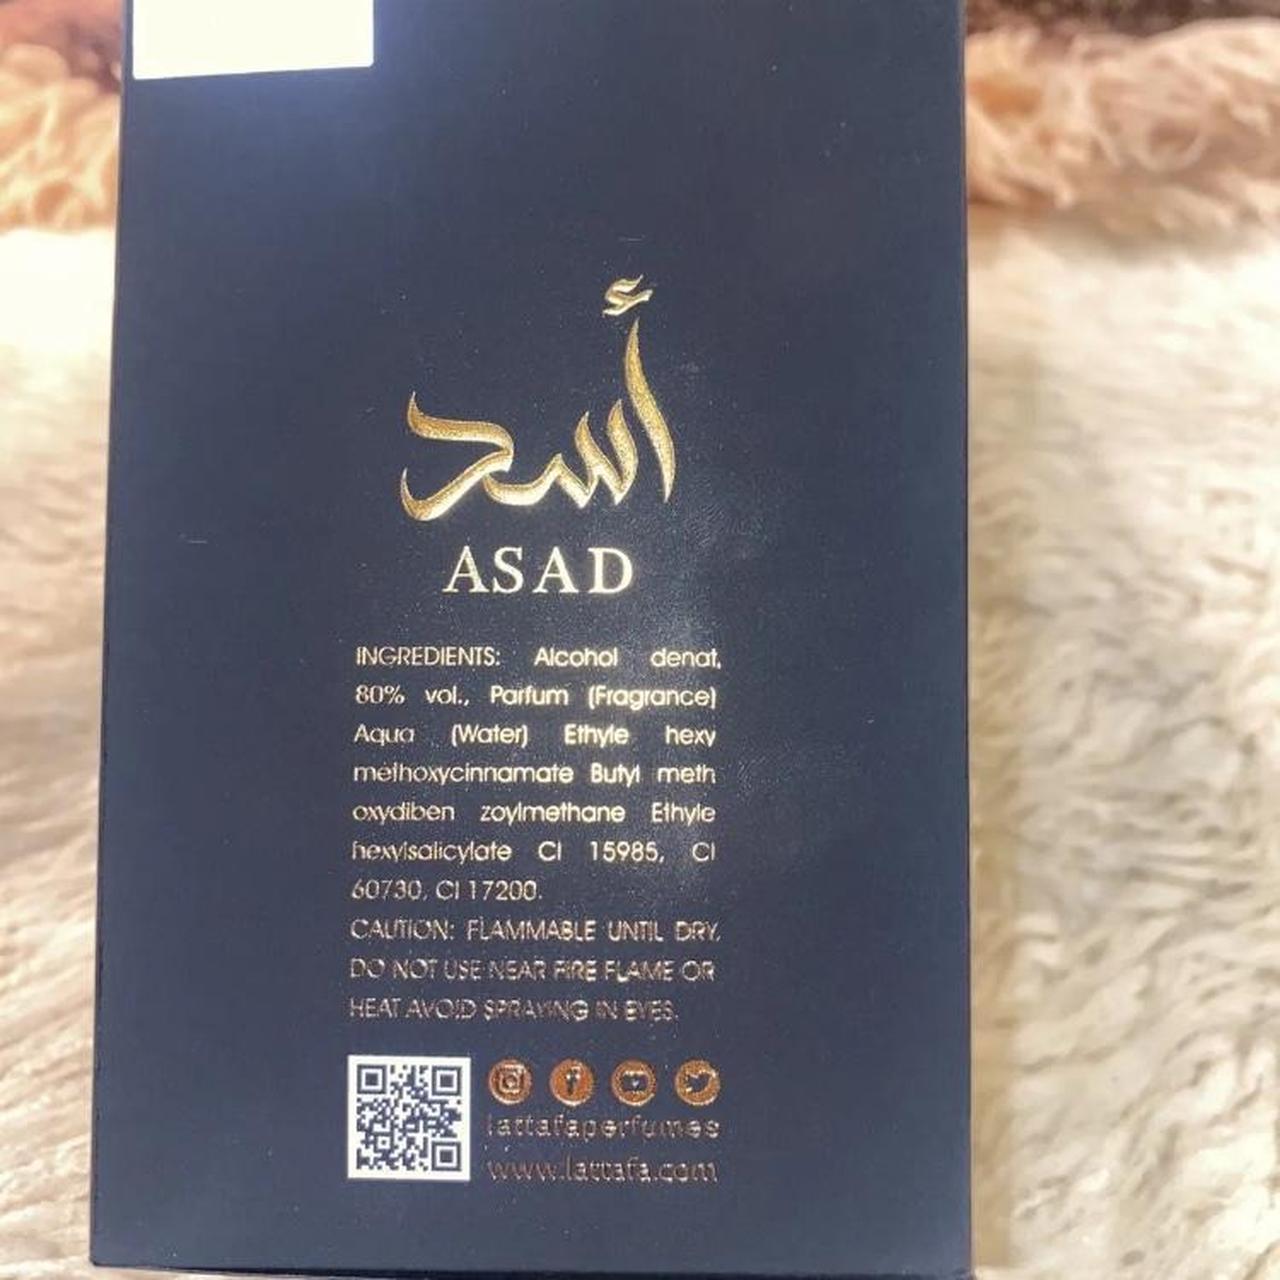 أسد
ASAD
INGREDIENTS: Alcohol denat,
80% vol., Parfum (Fragrance)
Aqua (Water) Ethyle hexy
methoxycinnamate Butyl meth
oxydiben zoylmethane Ethyle
hexylsalicylate CI 15985, CI
60730, CI 17200.
CAUTION: FLAMMABLE UNTIL DRY,
DO NOT USE NEAR FIRE FLAME OR
HEAT AVOID SPRAYING IN EYES.
lattafaperfumes
www.lattafa.com